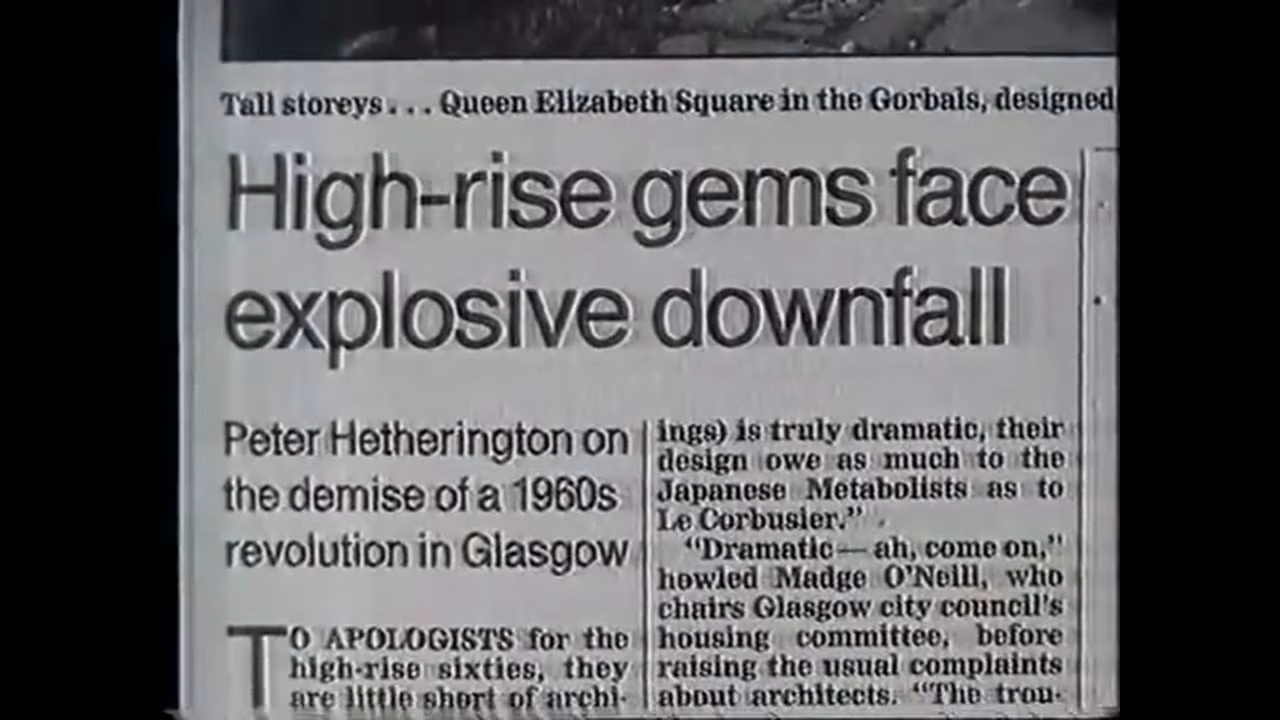 Tall storeys . . . Queen Elizabeth Square in the Gorbals, designed
High-rise gems face
explosive downfall
Peter Hetherington on
the demise of a 1960s
revolution in Glasgow
TO APOLOGISTS for the
high-rise sixties, they
are little short of archi-
ings) is truly dramatic, their
design owe as much to the
Japanese Metabolists as to
Le Corbusier.”
“Dramatic — ah, come on,”
howled Madge O'Neill, who
chairs Glasgow city council's
housing committee, before
raising the usual complaints
about architects. “The trou-